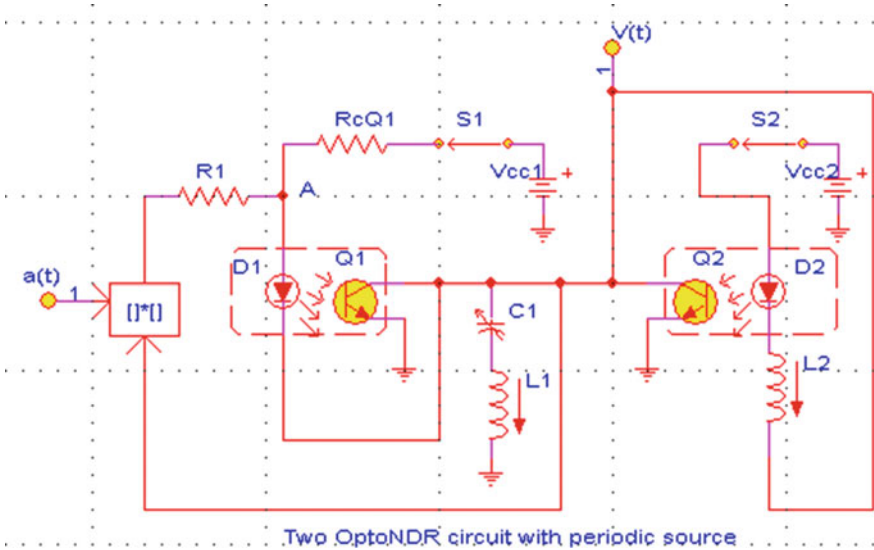 V(t)
1
RcQ1
S1
S2
R1
A
Vcc1
+
Vcc2
+
a(t)
1
D1
Q1
Q2
D2
[]*[]
C1
L1
L2
Two OptoNDR circuit with periodic source